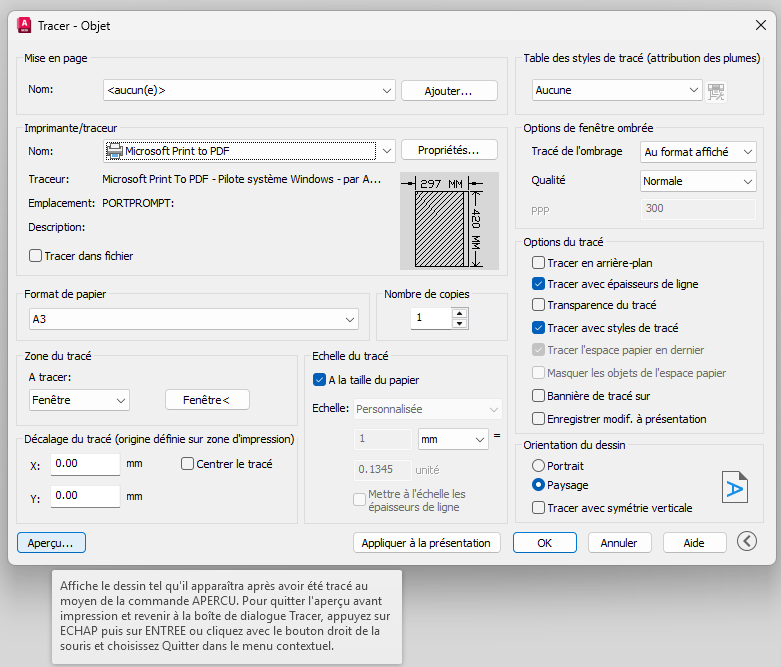 Tracer - Objet
Mise en page
Nom:
<aucun(e)>
Ajouter...
Imprimante/traceur
Nom:
Microsoft Print to PDF
Propriétés...
Traceur:
Microsoft Print To PDF - Pilote système Windows - par A...
Emplacement:
PORTPROMPT:
Description:
Tracer dans fichier
297 MM
420 MM
Format de papier
A3
Nombre de copies
1
Zone du tracé
A tracer:
Fenêtre
Fenêtre<
Echelle du tracé
A la taille du papier
Echelle:
Personnalisée
1
mm
=
0.1345
unité
Mettre à l'échelle les
épaisseurs de ligne
Décalage du tracé (origine définie sur zone d'impression)
X:
0.00
mm
Centrer le tracé
Y:
0.00
mm
Table des styles de tracé (attribution des plumes)
Aucune
Options de fenêtre ombrée
Tracé de l'ombrage
Au format affiché
Qualité
Normale
PPP
300
Options du tracé
Tracer en arrière-plan
Tracer avec épaisseurs de ligne
Transparence du tracé
Tracer avec styles de tracé
Tracer l'espace papier en dernier
Masquer les objets de l'espace papier
Bannière de tracé sur
Enregistrer modif. à présentation
Orientation du dessin
Portrait
Paysage
Tracer avec symétrie verticale
A
Aperçu...
Appliquer à la présentation
OK
Annuler
Aide
Affiche le dessin tel qu'il apparaîtra après avoir été tracé au
moyen de la commande APERCU. Pour quitter l'aperçu avant
impression et revenir à la boîte de dialogue Tracer, appuyez sur
ECHAP puis sur ENTREE ou cliquez avec le bouton droit de la
souris et choisissez Quitter dans le menu contextuel.